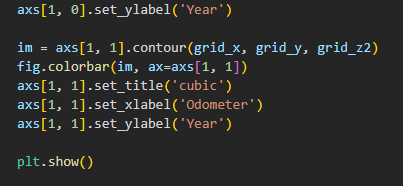 axs[1, 0].set_ylabel('Year')
im = axs[1, 1].contour(grid_x, grid_y, grid_z2)
fig.colorbar(im, ax=axs[1, 1])
axs[1, 1].set_title('cubic')
axs[1, 1].set_xlabel('Odometer')
axs[1, 1].set_ylabel('Year')
plt.show()